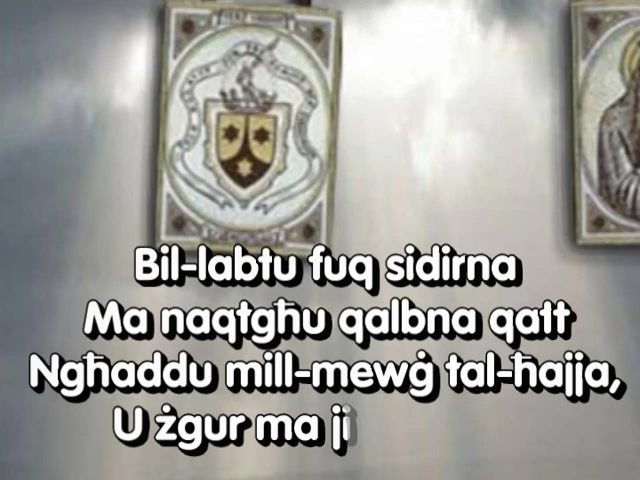 Bil-labtu fuq sidirna
Ma naqtgħu qalbna qatt
Ngħaddu mill-mewġ tal-ħajja,
U żgur ma ji